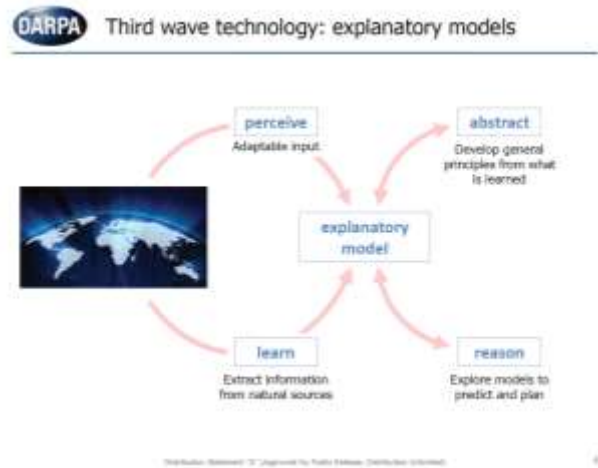 DARPA
Third wave technology: explanatory models
perceive
Adaptable input
abstract
Develop general
principles from what
is learned
explanatory
model
learn
Extract information
from natural sources
reason
Explore models to
predict and plan